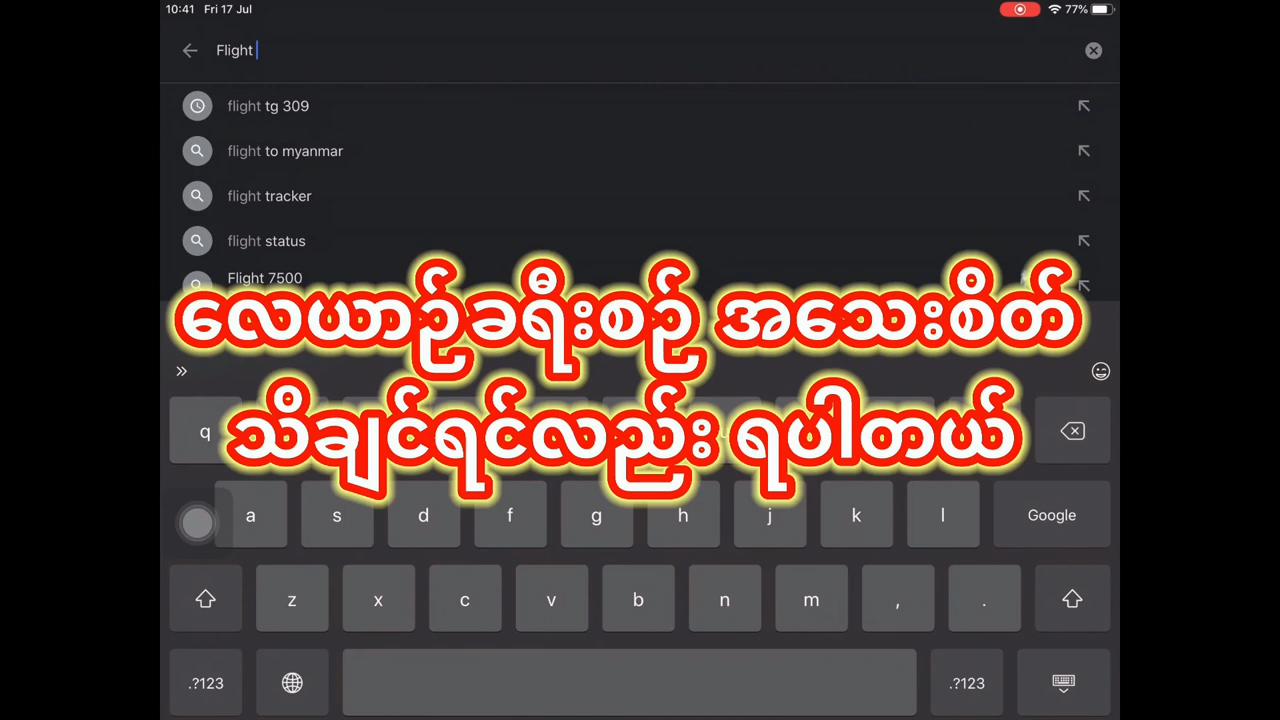 10:41 Fri 17 Jul
77%
Flight
flight tg 309
flight to myanmar
flight tracker
flight status
Flight 7500
လေယာဉ်ခရီးစဉ် အသေးစိတ်
သိချင်ရင်လည်း ရပါတယ်
q
a s d f g h j k l Google
z x c v b n m , .
.?123 .?123